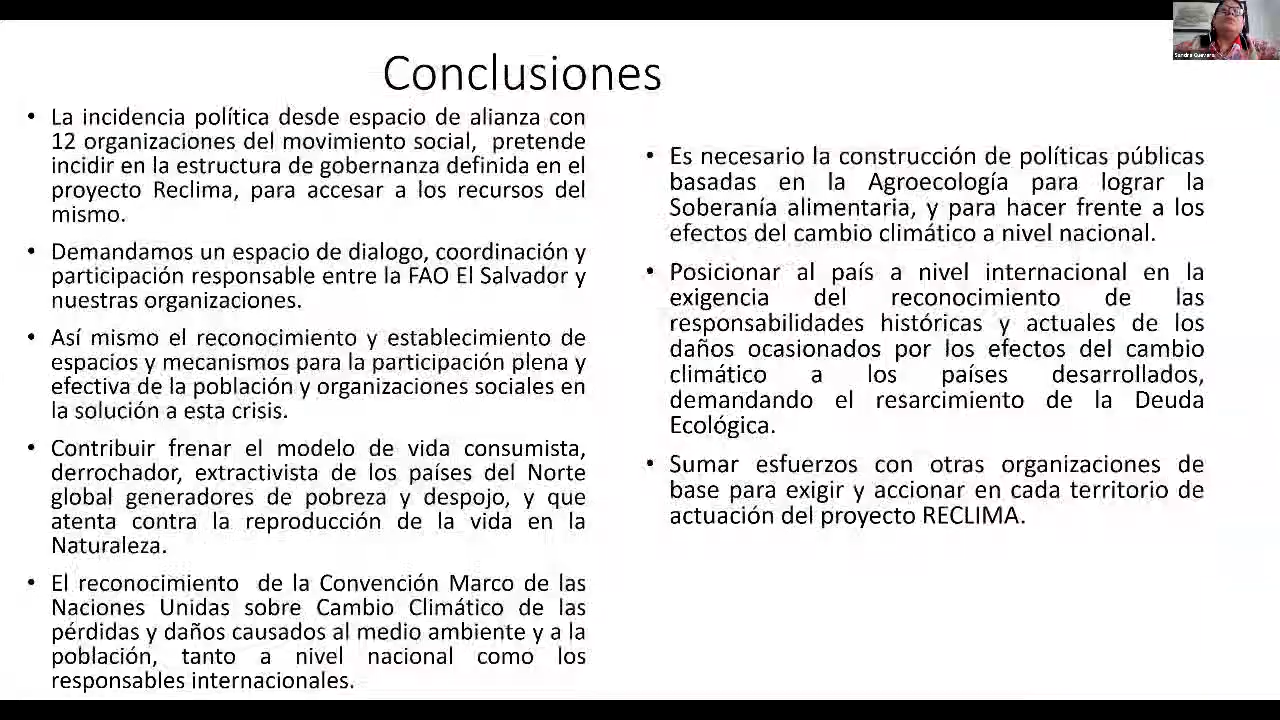 Conclusiones
• La incidencia política desde espacio de alianza con
12 organizaciones del movimiento social, pretende
incidir en la estructura de gobernanza definida en el
proyecto Reclima, para accesar a los recursos del
mismo.
• Demandamos un espacio de dialogo, coordinación y
participación responsable entre la FAO El Salvador y
nuestras organizaciones.
• Así mismo el reconocimiento y establecimiento de
espacios y mecanismos para la participación plena y
efectiva de la población y organizaciones sociales en
la solución a esta crisis.
• Contribuir frenar el modelo de vida consumista,
derrochador, extractivista de los países del Norte
global generadores de pobreza y despojo, y que
atenta contra la reproducción de la vida en la
Naturaleza.
• El reconocimiento de la Convención Marco de las
Naciones Unidas sobre Cambio Climático de las
pérdidas y daños causados al medio ambiente y a la
población, tanto a nivel nacional como los
responsables internacionales.
• Es necesario la construcción de políticas públicas
basadas en la Agroecología para lograr la
Soberanía alimentaria, y para hacer frente a los
efectos del cambio climático a nivel nacional.
• Posicionar al país a nivel internacional en la
exigencia del reconocimiento de las
responsabilidades históricas y actuales de los
daños ocasionados por los efectos del cambio
climático a los países desarrollados,
demandando el resarcimiento de la Deuda
Ecológica.
• Sumar esfuerzos con otras organizaciones de
base para exigir y accionar en cada territorio de
actuación del proyecto RECLIMA.
Sandra Guevara